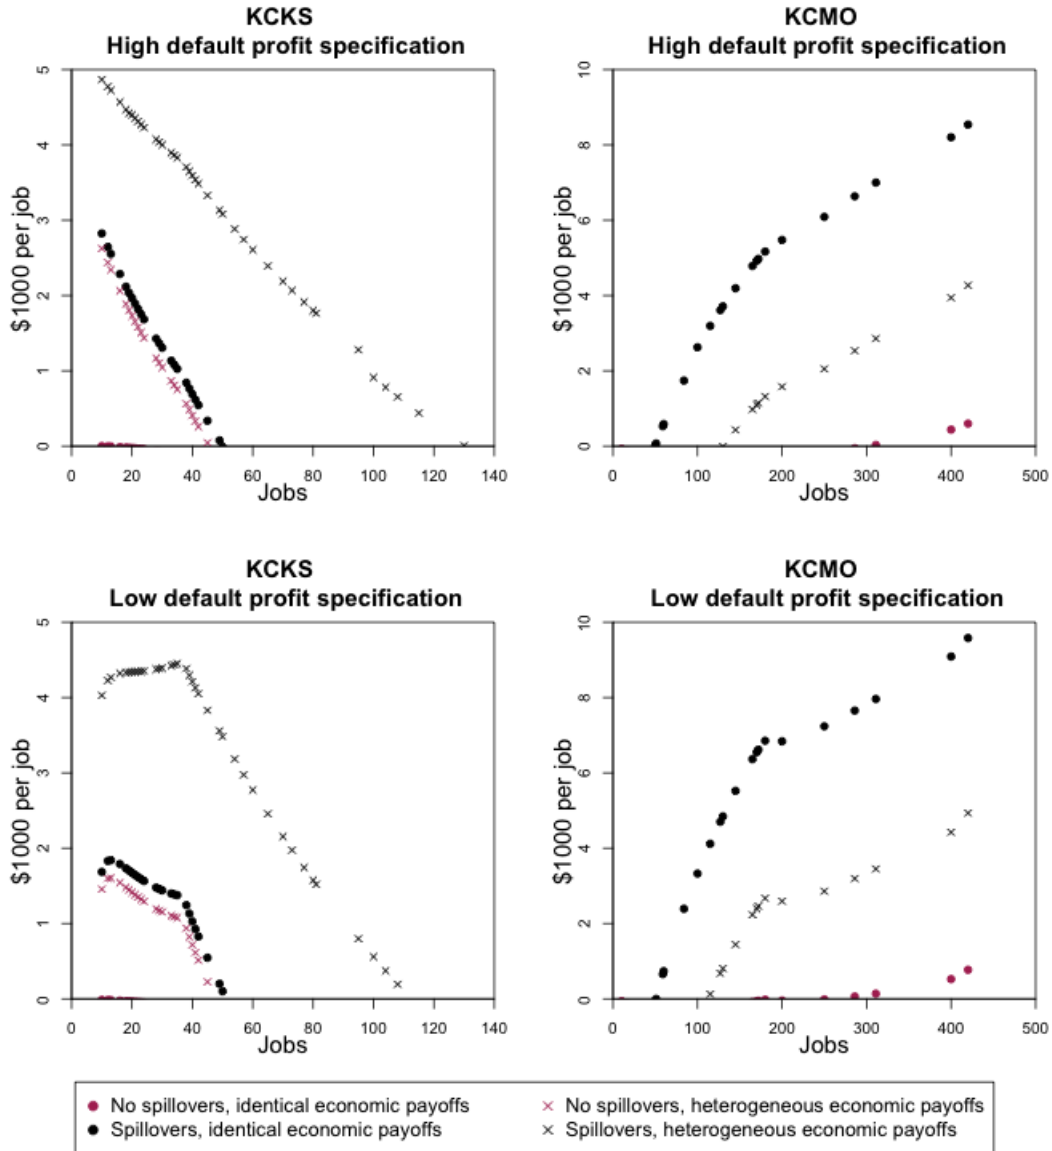 KCKS
High default profit specification
$1000 per job
5
4
3
2
1
0
0 20 40 60 80 100 120 140
Jobs
KCMO
High default profit specification
$1000 per job
10
8
6
4
2
0
0 100 200 300 400 500
Jobs
KCKS
Low default profit specification
$1000 per job
5
4
3
2
1
0
0 20 40 60 80 100 120 140
Jobs
KCMO
Low default profit specification
$1000 per job
10
8
6
4
2
0
0 100 200 300 400 500
Jobs
No spillovers, identical economic payoffs
Spillovers, identical economic payoffs
No spillovers, heterogeneous economic payoffs
Spillovers, heterogeneous economic payoffs